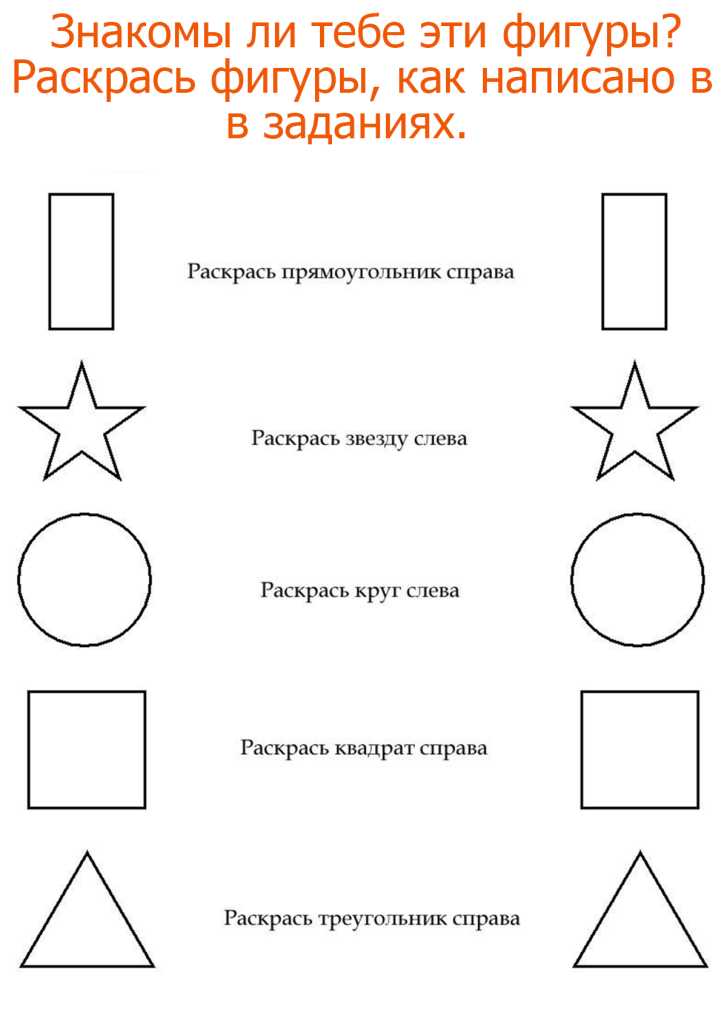 Знакомы ли тебе эти фигуры?
Раскрась фигуры, как написано в
в заданиях.
Раскрась прямоугольник справа
Раскрась звезду слева
Раскрась круг слева
Раскрась квадрат справа
Раскрась треугольник справа